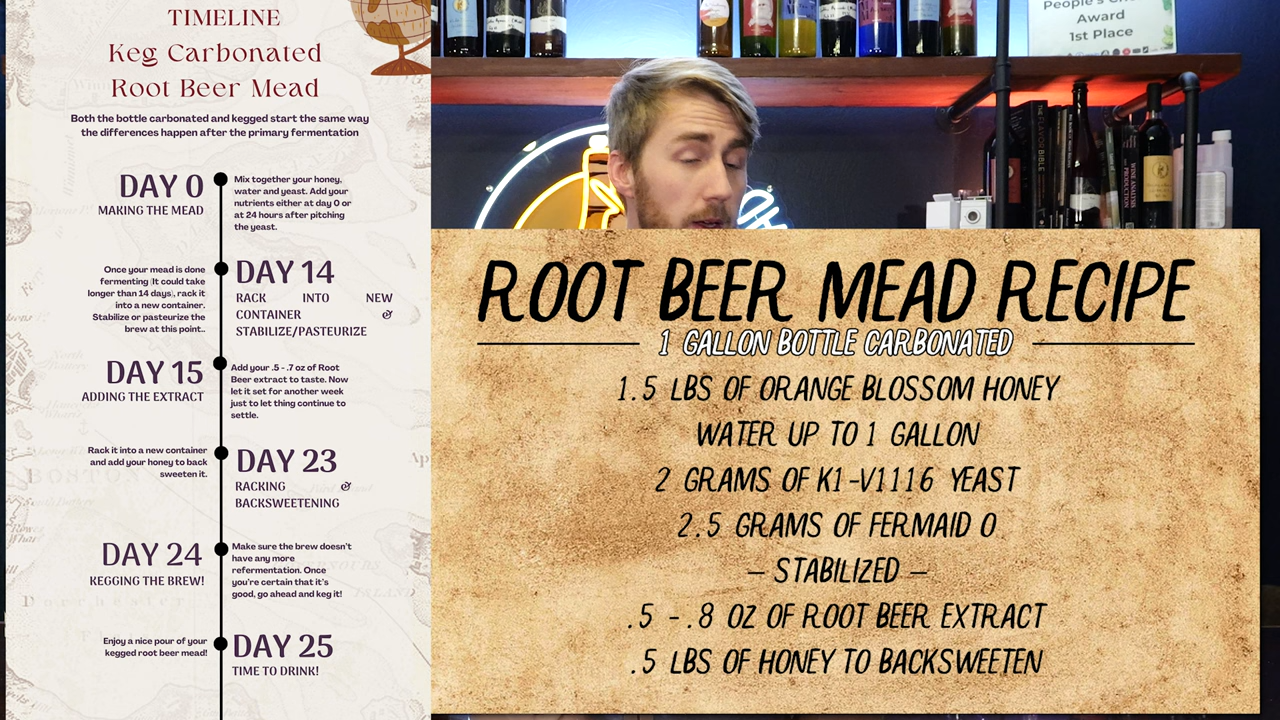 TIMELINE
Keg Carbonated
Root Beer Mead
Both the bottle carbonated and kegged start the same way
the differences happen after the primary fermentation
DAY 0
MAKING THE MEAD
Mix together your honey,
water and yeast. Add your
nutrients either at day 0 or
at 24 hours after pitching
the yeast.
Once your mead is done
fermenting (It could take
longer than 14 days), rack it
into a new container.
Stabilize or pasteurize the
brew at this point..
DAY 14
RACK INTO NEW
CONTAINER &
STABILIZE/PASTEURIZE
DAY 15
ADDING THE EXTRACT
Add your .5 - .7 oz of Root
Beer extract to taste. Now
let it set for another week
just to let thing continue to
settle.
Rack it into a new container
and add your honey to back
sweeten it.
DAY 23
RACKING &
BACKSWEETENING
DAY 24
KEGGING THE BREW!
Make sure the brew doesn't
have any more
refermentation. Once
you're certain that it's
good, go ahead and keg it!
Enjoy a nice pour of your
kegged root beer mead!
DAY 25
TIME TO DRINK!
People's
Award
1st Place
ROOT BEER MEAD RECIPE
1 GALLON BOTTLE CARBONATED
1.5 LBS OF ORANGE BLOSSOM HONEY
WATER UP TO 1 GALLON
2 GRAMS OF K1-V1116 YEAST
2.5 GRAMS OF FERMAID O
- STABILIZED -
.5 - .8 OZ OF ROOT BEER EXTRACT
.5 LBS OF HONEY TO BACKSWEETEN